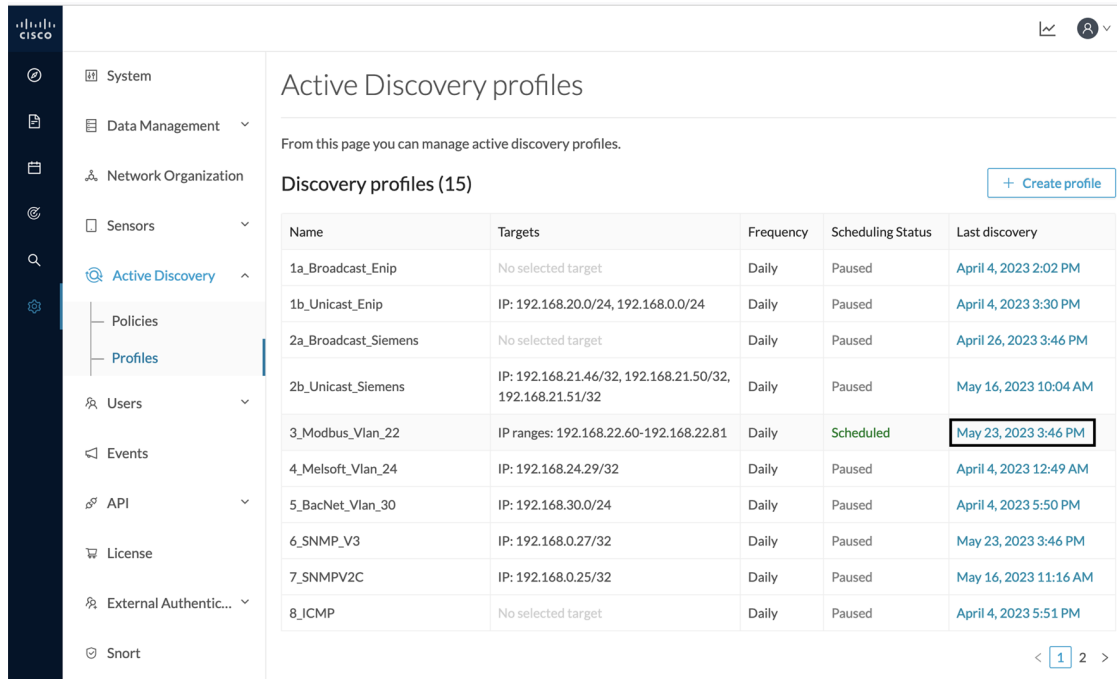 CISCO
System
Data Management
Network Organization
Sensors
Active Discovery
Policies
Profiles
Users
Events
API
License
External Authentic...
Snort
Active Discovery profiles
From this page you can manage active discovery profiles.
Discovery profiles (15)
+ Create profile
Name Targets Frequency Scheduling Status Last discovery
1a_Broadcast_Enip No selected target Daily Paused April 4, 2023 2:02 PM
1b_Unicast_Enip IP: 192.168.20.0/24, 192.168.0.0/24 Daily Paused April 4, 2023 3:30 PM
2a_Broadcast_Siemens No selected target Daily Paused April 26, 2023 3:46 PM
2b_Unicast_Siemens IP: 192.168.21.46/32, 192.168.21.50/32, Daily Paused May 16, 2023 10:04 AM
192.168.21.51/32
3_Modbus_Vlan_22 IP ranges: 192.168.22.60-192.168.22.81 Daily Scheduled May 23, 2023 3:46 PM
4_Melsoft_Vlan_24 IP: 192.168.24.29/32 Daily Paused April 4, 2023 12:49 AM
5_BacNet_Vlan_30 IP: 192.168.30.0/24 Daily Paused April 4, 2023 5:50 PM
6_SNMP_V3 IP: 192.168.0.27/32 Daily Paused May 23, 2023 3:46 PM
7_SNMPV2C IP: 192.168.0.25/32 Daily Paused May 16, 2023 11:16 AM
8_ICMP No selected target Daily Paused April 4, 2023 5:51 PM
< 1 2 >